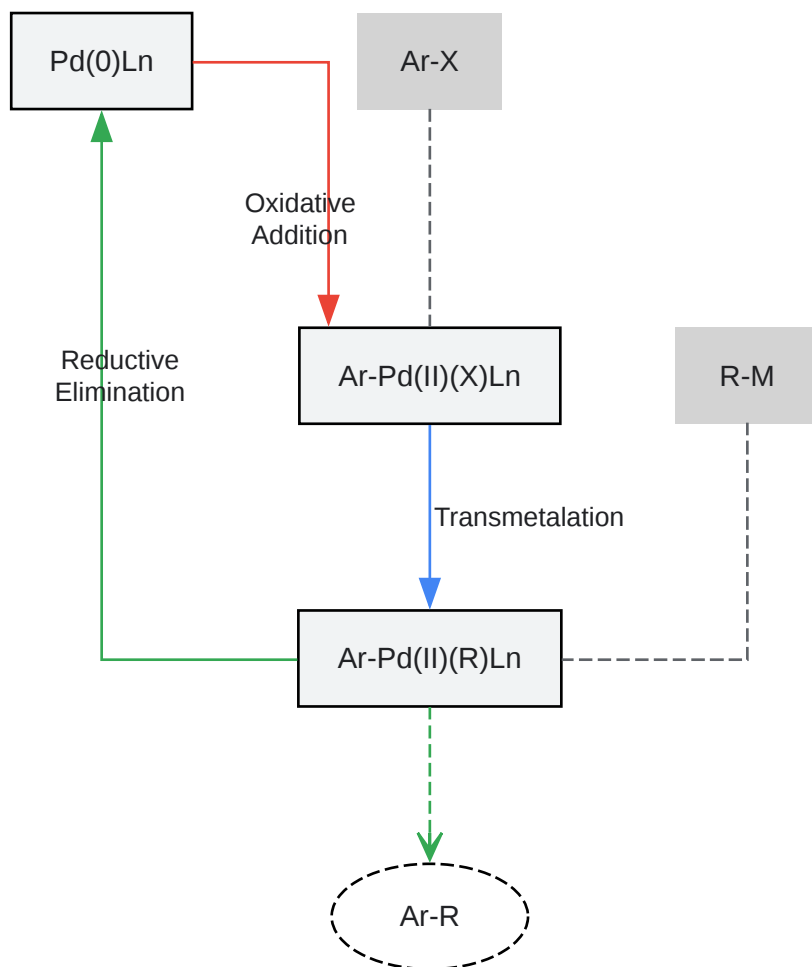 Pd(0)Ln
Ar-X
Oxidative
Addition
Reductive
Elimination
Ar-Pd(II)(X)Ln
R-M
Transmetalation
Ar-Pd(II)(R)Ln
Ar-R